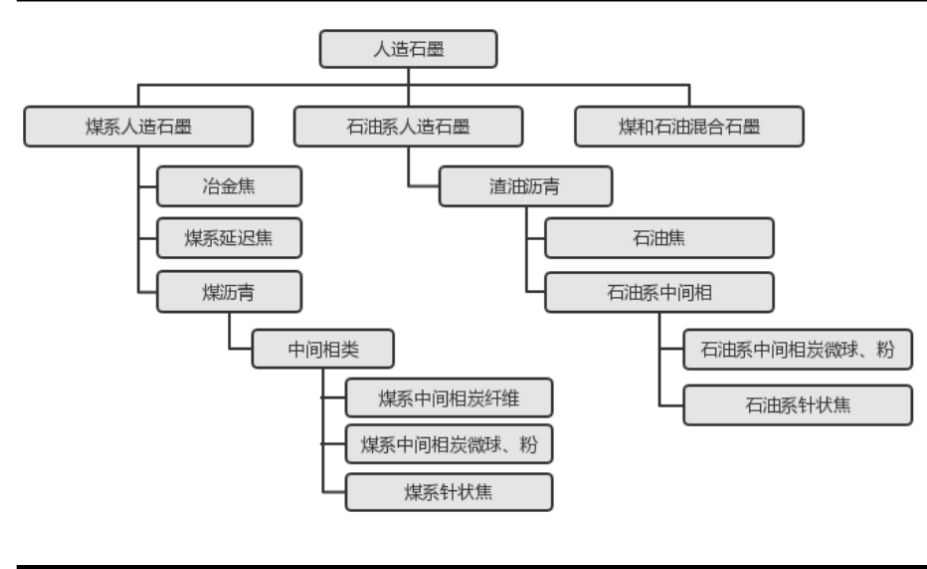 人造石墨
煤系人造石墨
石油系人造石墨
煤和石油混合石墨
冶金焦
渣油沥青
煤系延迟焦
石油焦
煤沥青
石油系中间相
中间相类
石油系中间相炭微球、粉
煤系中间相炭纤维
石油系针状焦
煤系中间相炭微球、粉
煤系针状焦